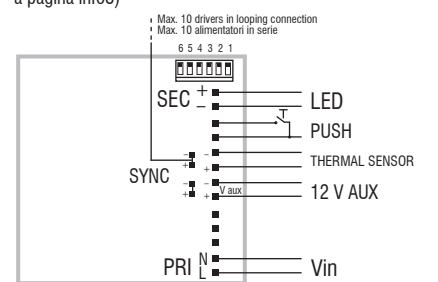 a pagina info3)
Max. 10 drivers in looping connection
Max. 10 alimentatori in serie
6 5 4 3 2 1
SEC + −
LED
PUSH
− +
THERMAL SENSOR
SYNC − +
− +
− + V aux
12 V AUX
PRI N L
Vin